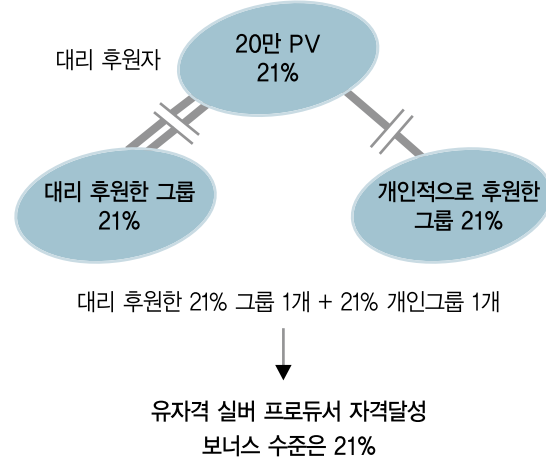 20만 PV
21%
대리 후원자
대리 후원한 그룹
21%
개인적으로 후원한
그룹 21%
대리 후원한 21% 그룹 1개 + 21% 개인그룹 1개
유자격 실버 프로듀서 자격달성
보너스 수준은 21%